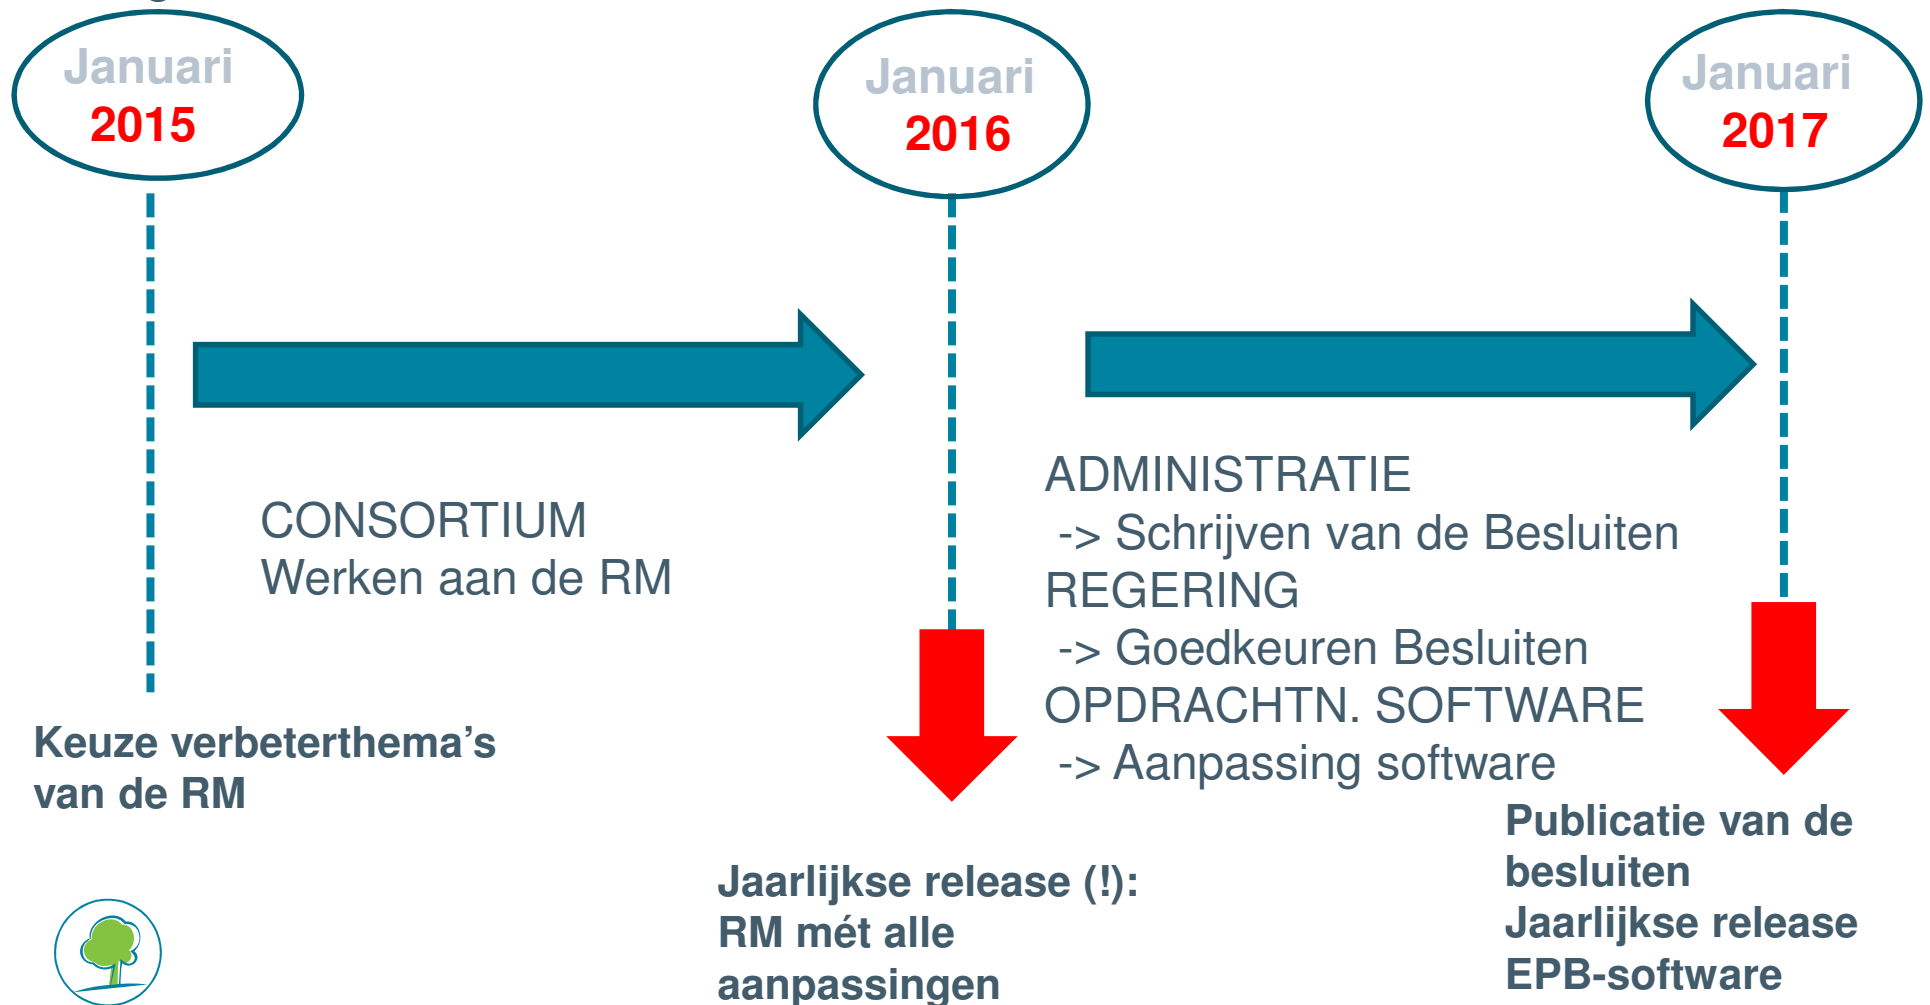 Januari
2015
Januari
2016
Januari
2017
CONSORTIUM
Werken aan de RM
ADMINISTRATIE
-> Schrijven van de Besluiten
REGERING
-> Goedkeuren Besluiten
OPDRACHTN. SOFTWARE
-> Aanpassing software
Keuze verbeterthema's
van de RM
Jaarlijkse release (!):
RM mét alle
aanpassingen
Publicatie van de
besluiten
Jaarlijkse release
EPB-software